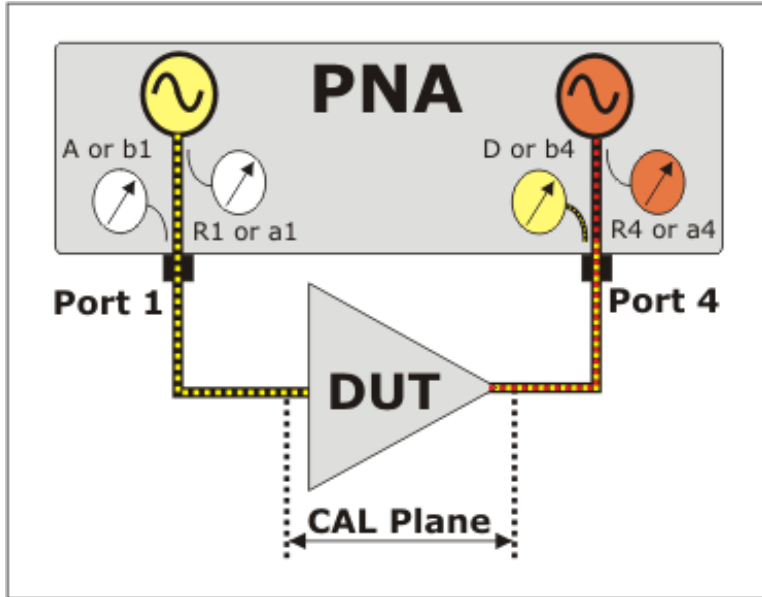 PNA
A or b1
D or b4
R1 or a1
R4 or a4
Port 1
Port 4
DUT
CAL Plane